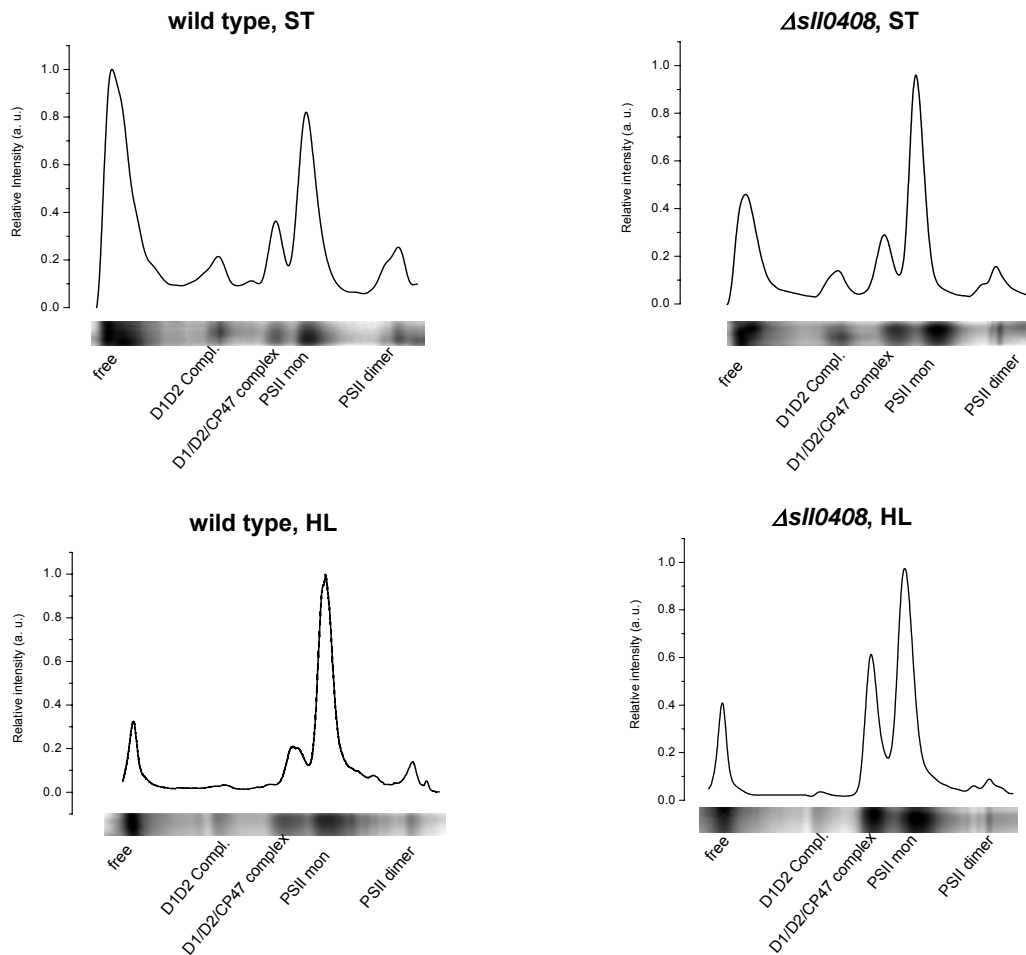 wild type, ST
Relative Intensity (a. u.)
1.0
0.8
0.6
0.4
0.2
0.0
free
D1D2 Compl.
D1/D2/CP47 complex
PSII mon
PSII dimer
Δsll0408, ST
Relative intensity (a. u.)
1.0
0.8
0.6
0.4
0.2
0.0
free
D1D2 Compl.
D1/D2/CP47 complex
PSII mon
PSII dimer
wild type, HL
Relative intensity (a. u.)
1.0
0.8
0.6
0.4
0.2
0.0
free
D1D2 Compl.
D1/D2/CP47 complex
PSII mon
PSII dimer
Δsll0408, HL
Relative intensity (a. u.)
1.0
0.8
0.6
0.4
0.2
0.0
free
D1D2 Compl.
D1/D2/CP47 complex
PSII mon
PSII dimer